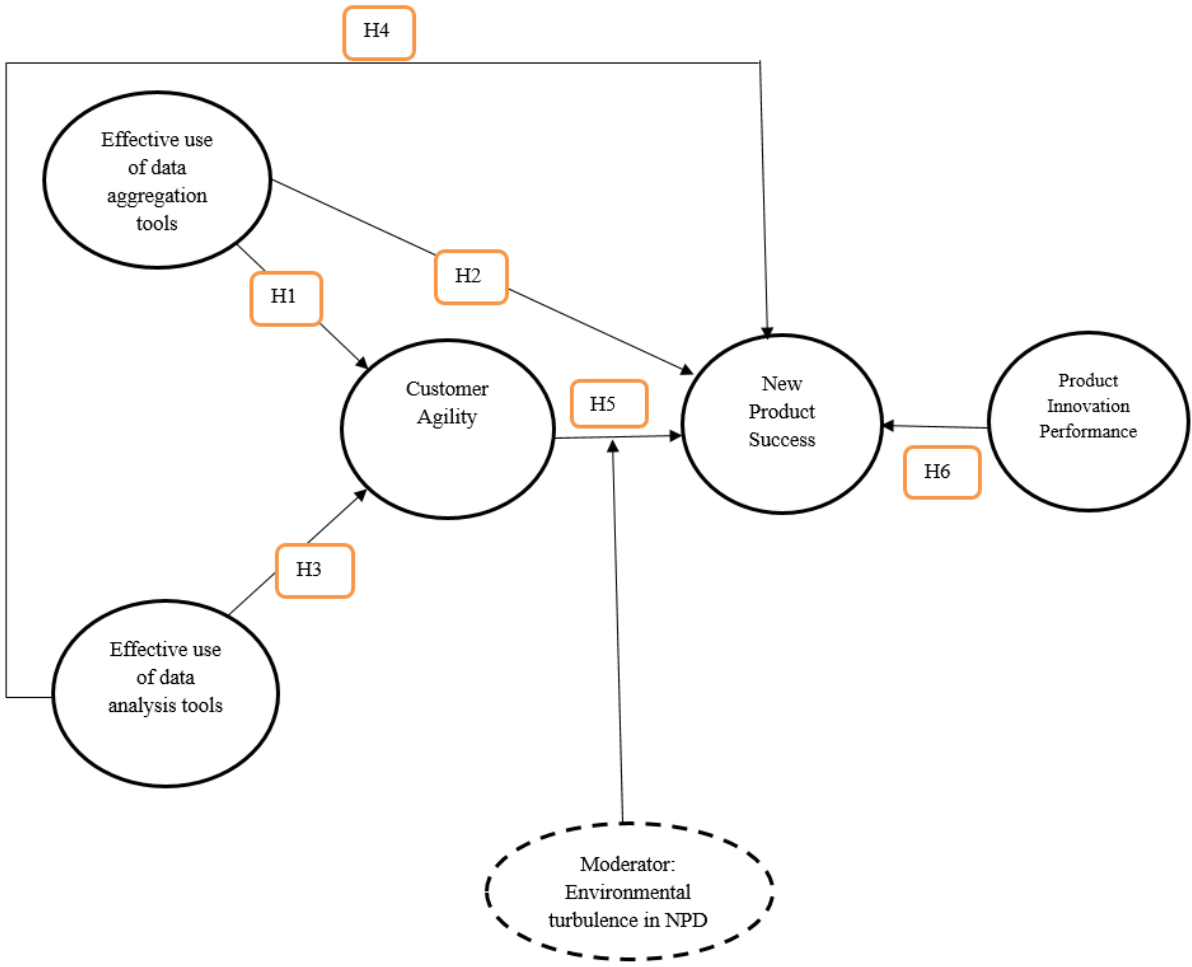 H4
Effective use
of data
aggregation
tools
H2
H1
Customer
Agility
H5
New
Product
Success
Product
Innovation
Performance
H6
H3
Effective use
of data
analysis tools
Moderator:
Environmental
turbulence in NPD